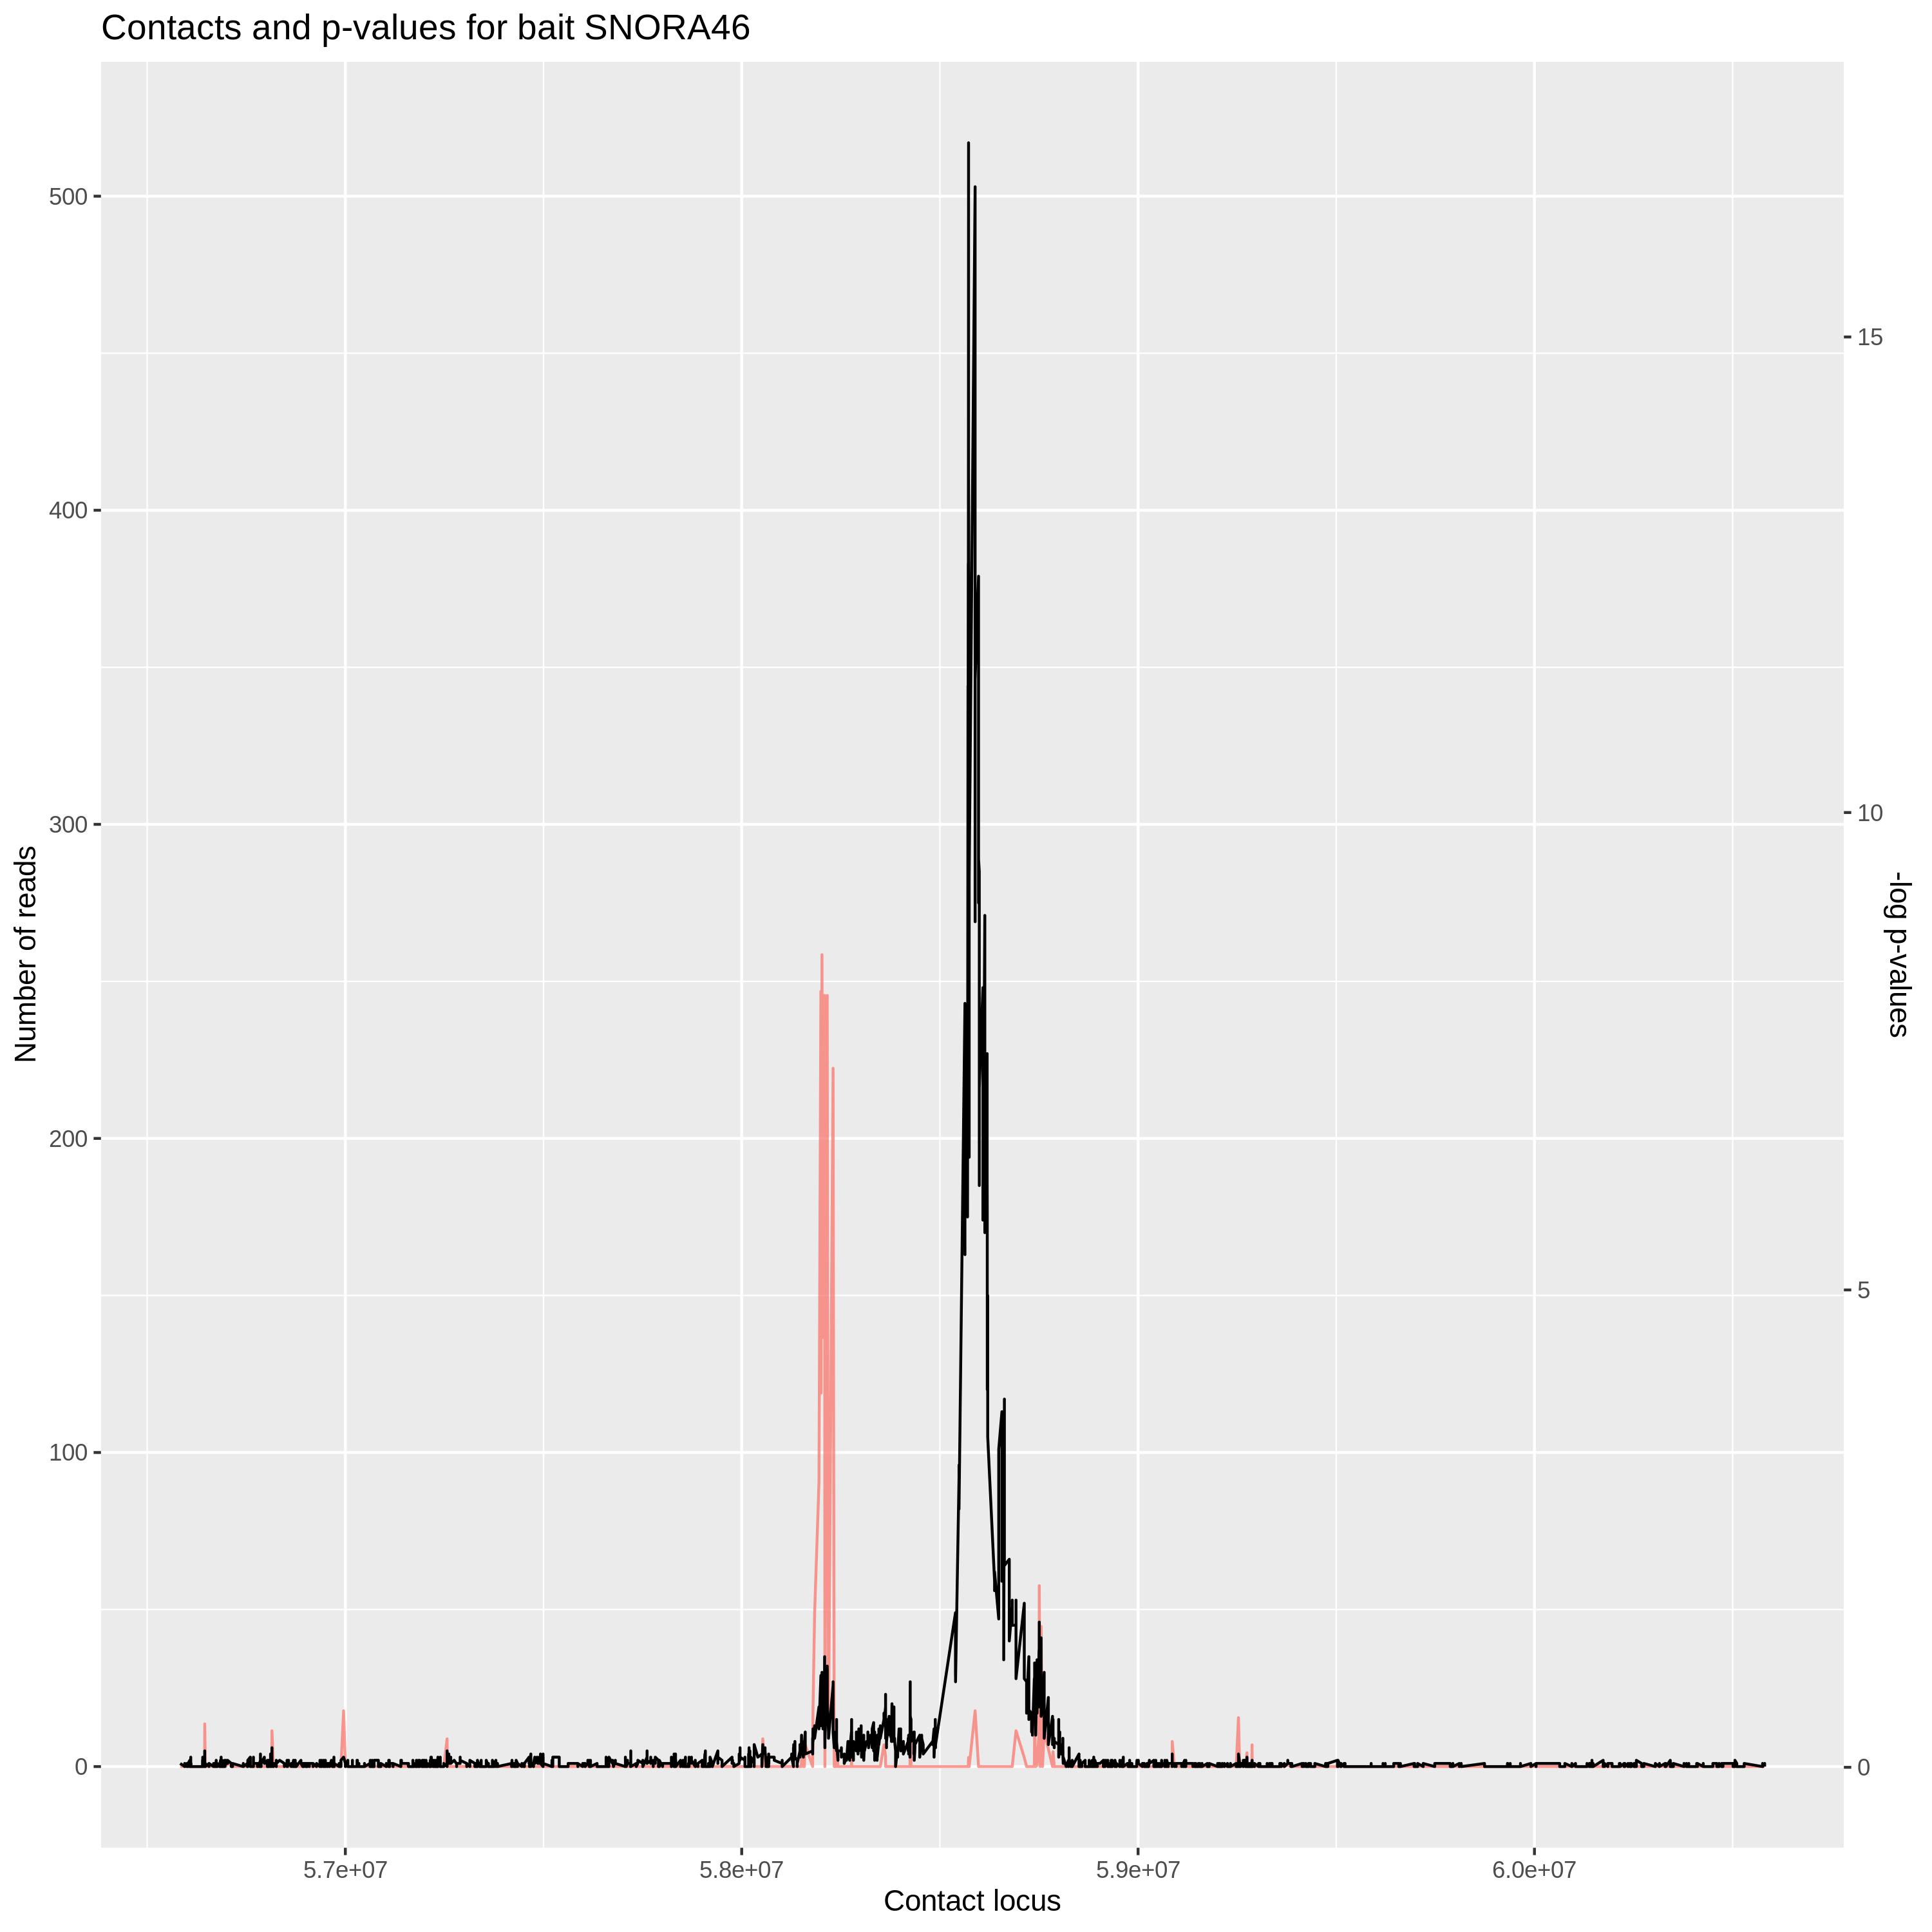 Contacts and p-values for bait SNORA46
500
400
300
200
100
0
Number of reads
15
10
5
0
-log p-values
5.7e+07
5.8e+07
5.9e+07
6.0e+07
Contact locus